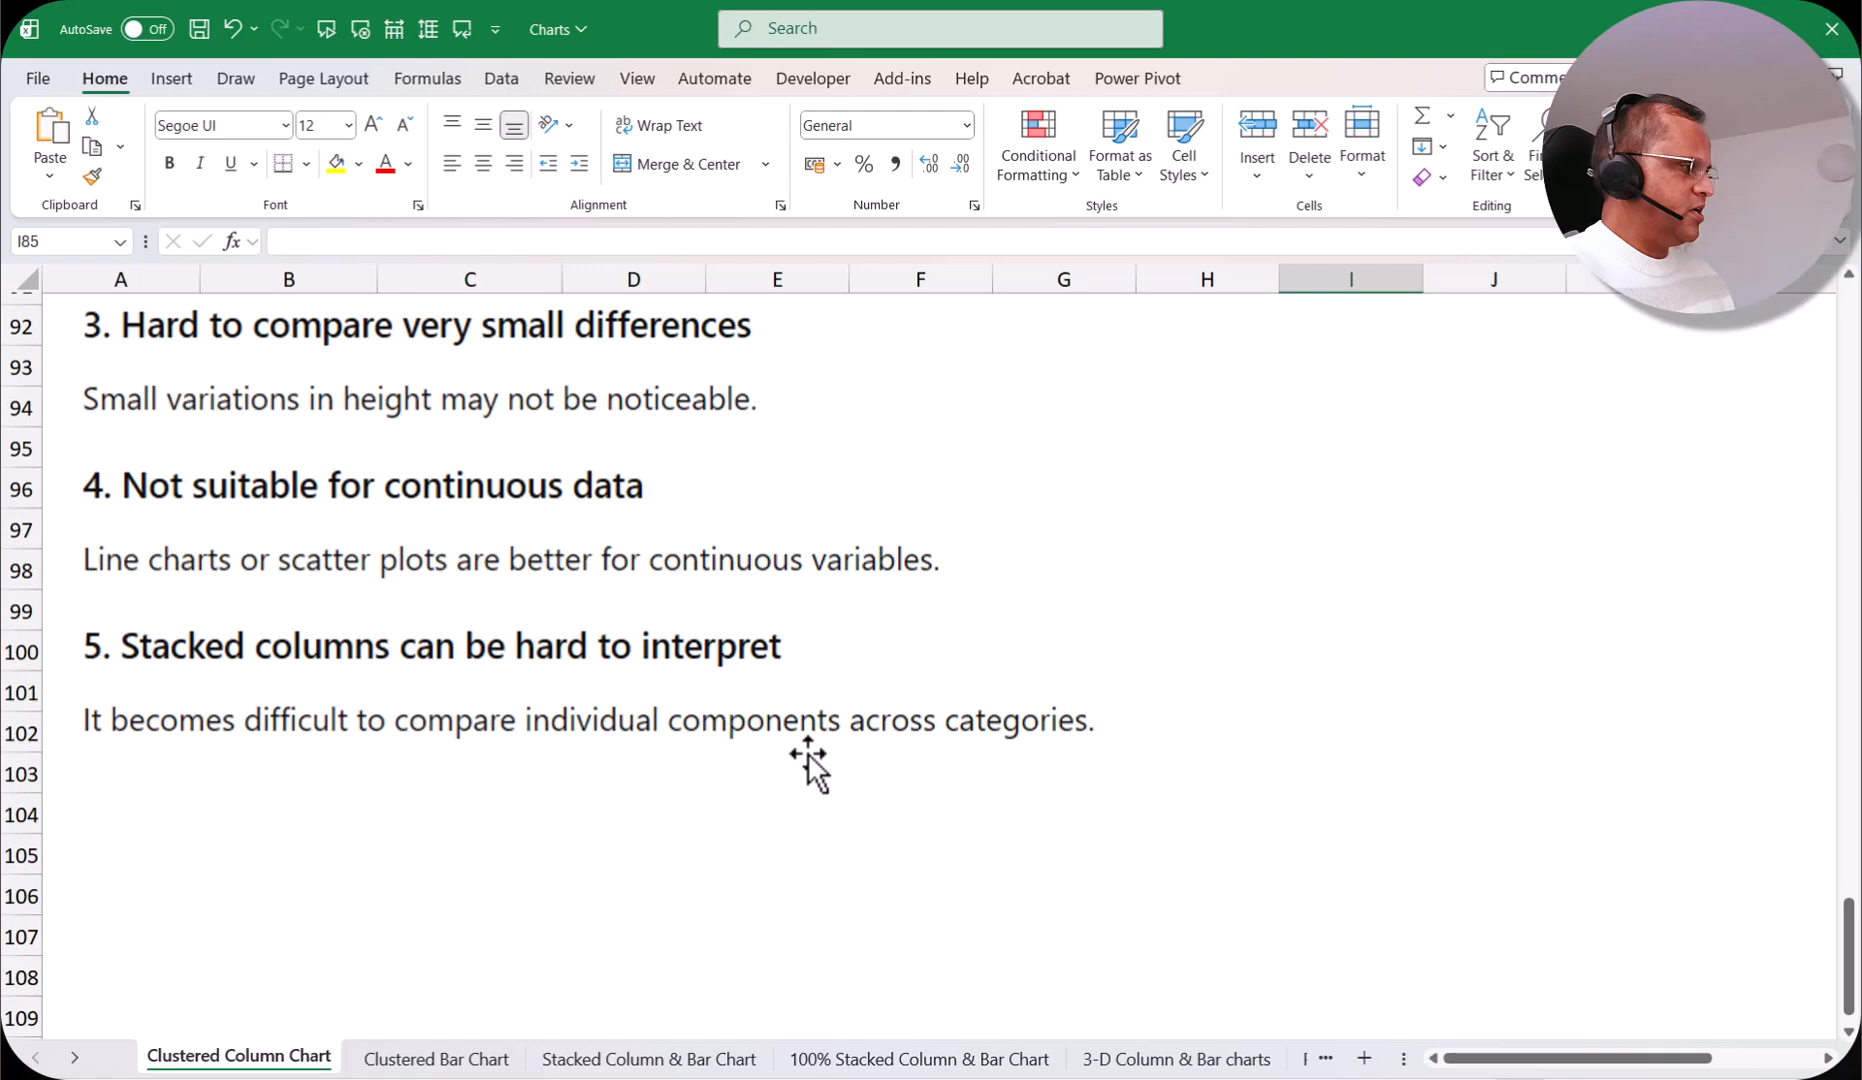 AutoSave Off Charts Search
File Home Insert Draw Page Layout Formulas Data Review View Automate Developer Add-ins Help Acrobat Power Pivot
Segoe UI 12 Wrap Text General
Paste B I U Merge & Center Conditional Formatting Format as Table Cell Styles Insert Delete Format Sort & Filter
Clipboard Font Alignment Number Styles Cells Editing
I85 fx
A B C D E F G H I J
92 3. Hard to compare very small differences
93
94 Small variations in height may not be noticeable.
95
96 4. Not suitable for continuous data
97
98 Line charts or scatter plots are better for continuous variables.
99
100 5. Stacked columns can be hard to interpret
101
102 It becomes difficult to compare individual components across categories.
103
104
105
106
107
108
109
Clustered Column Chart Clustered Bar Chart Stacked Column & Bar Chart 100% Stacked Column & Bar Chart 3-D Column & Bar charts